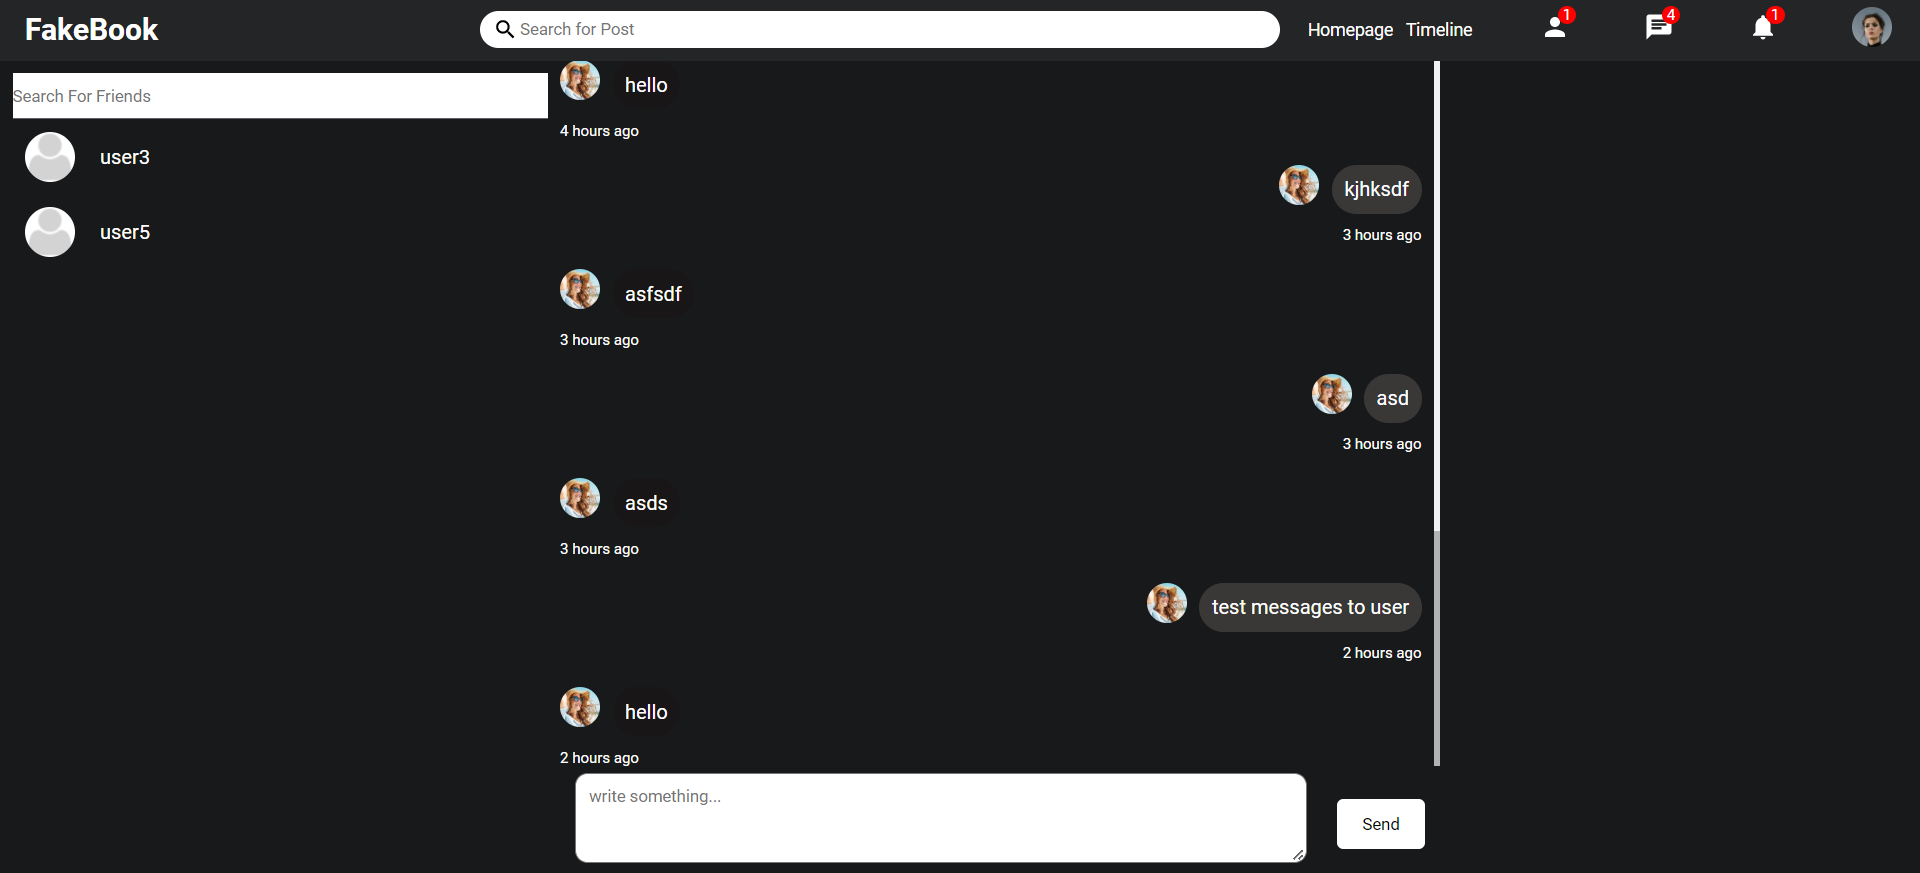 FakeBook
Search for Post
Homepage Timeline
1
4
1
Search For Friends
user3
user5
hello
4 hours ago
kjhksdf
3 hours ago
asfsdf
3 hours ago
asd
3 hours ago
asds
3 hours ago
test messages to user
2 hours ago
hello
2 hours ago
write something...
Send